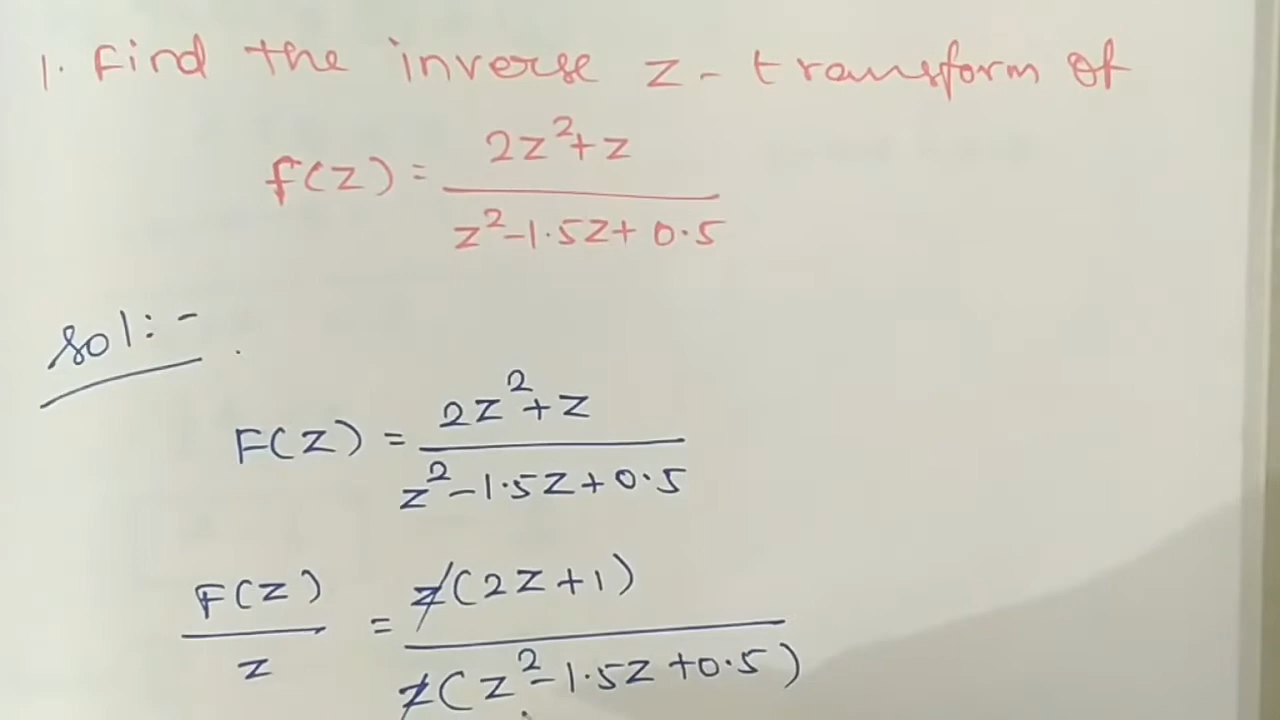 1. Find the inverse z-transform of
f(z) = 2z²+z
z²-1.5z+0.5
Sol:-
F(z) = 2z²+z
z²-1.5z+0.5
F(z) = z(2z+1)
z z(z²-1.5z+0.5)